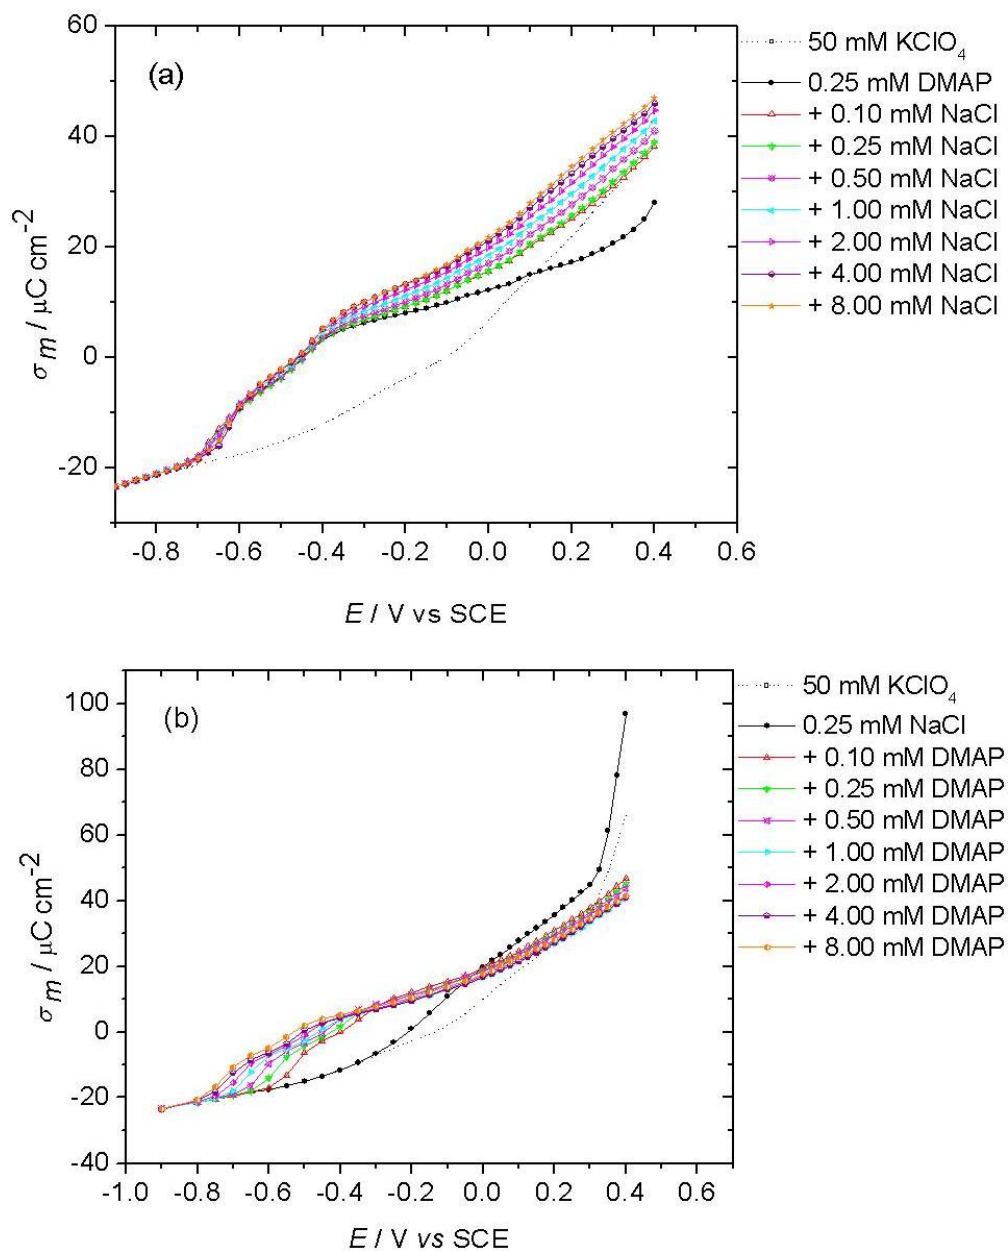 60
40
20
0
-20
(a)
σm / μC cm-2
-0.8 -0.6 -0.4 -0.2 0.0 0.2 0.4 0.6
E / V vs SCE
50 mM KClO4
0.25 mM DMAP
+ 0.10 mM NaCl
+ 0.25 mM NaCl
+ 0.50 mM NaCl
+ 1.00 mM NaCl
+ 2.00 mM NaCl
+ 4.00 mM NaCl
+ 8.00 mM NaCl
100
80
60
40
20
0
-20
-40
(b)
σm / μC cm-2
-1.0 -0.8 -0.6 -0.4 -0.2 0.0 0.2 0.4
E / V vs SCE
50 mM KClO4
0.25 mM NaCl
+ 0.10 mM DMAP
+ 0.25 mM DMAP
+ 0.50 mM DMAP
+ 1.00 mM DMAP
+ 2.00 mM DMAP
+ 4.00 mM DMAP
+ 8.00 mM DMAP